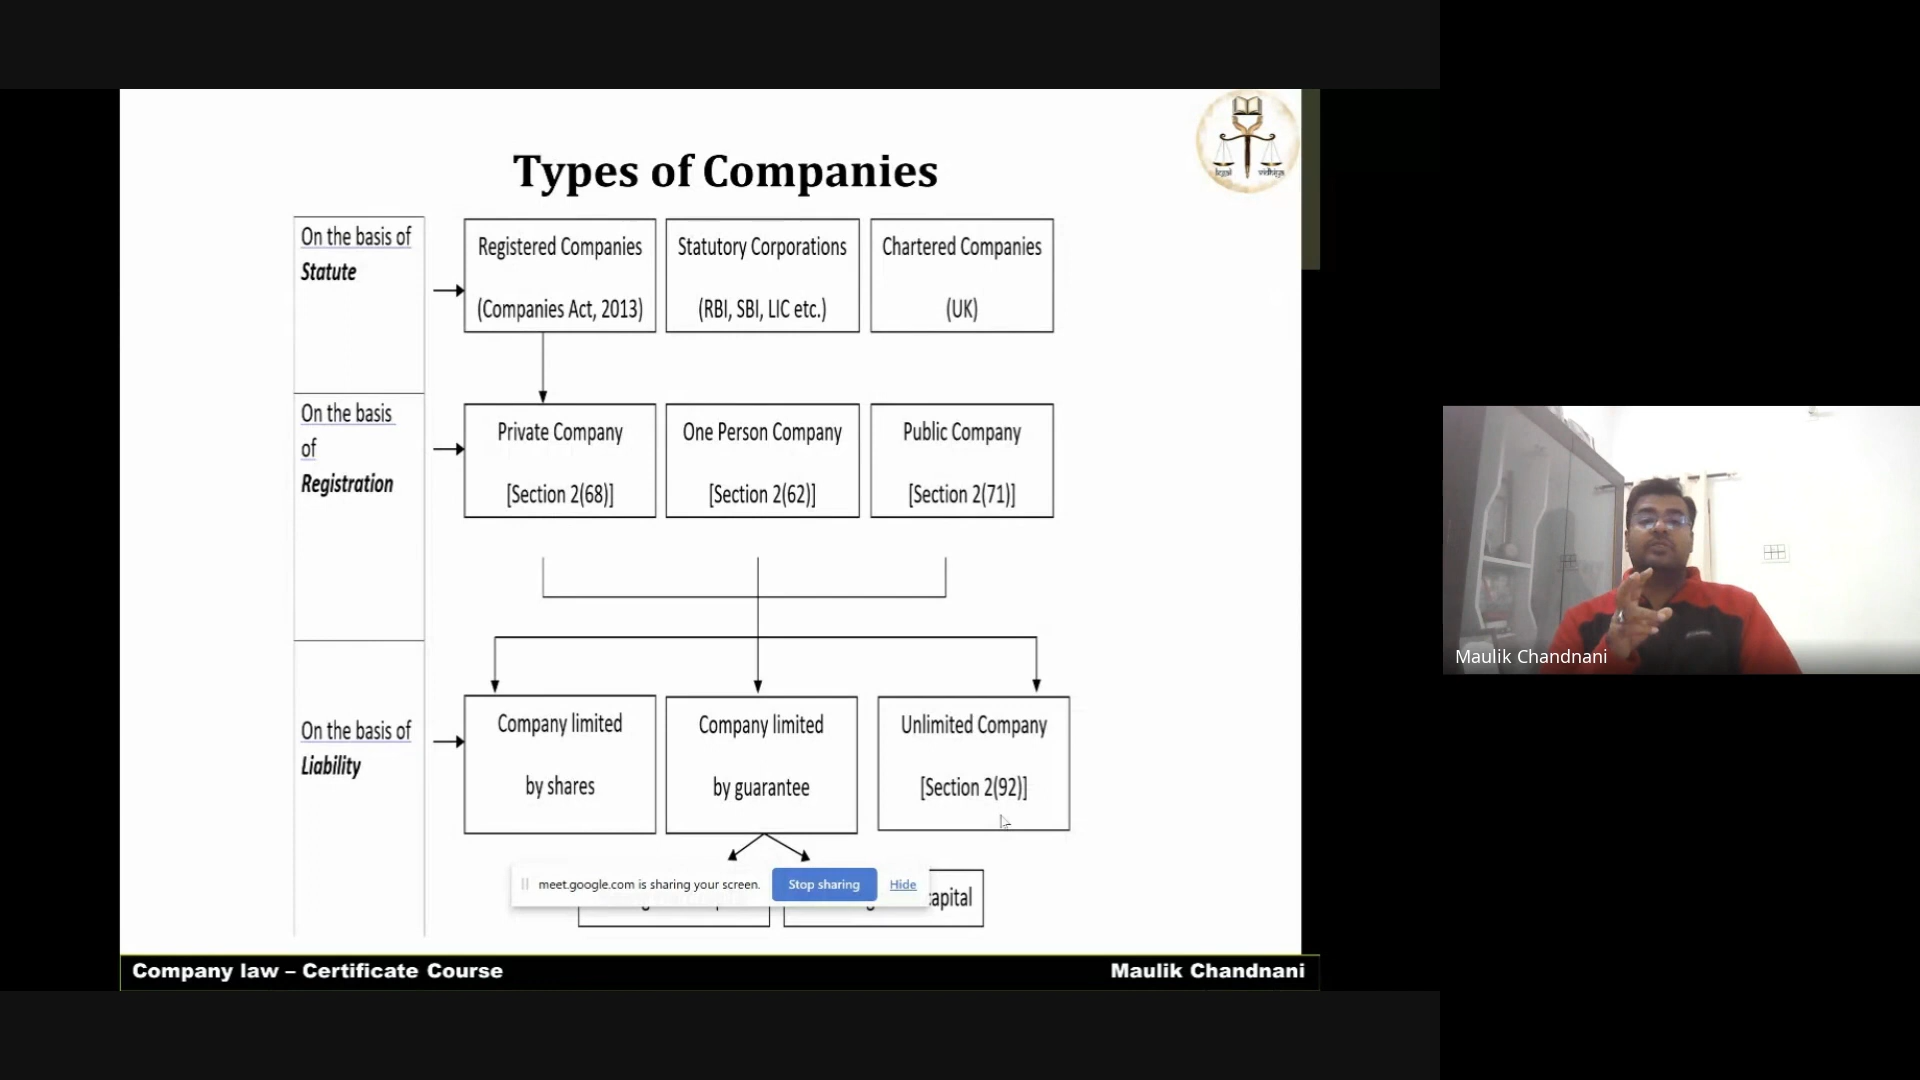 Types of Companies
legal vidhiya
On the basis of
Statute
Registered Companies
(Companies Act, 2013)
Statutory Corporations
(RBI, SBI, LIC etc.)
Chartered Companies
(UK)
On the basis
of
Registration
Private Company
[Section 2(68)]
One Person Company
[Section 2(62)]
Public Company
[Section 2(71)]
On the basis of
Liability
Company limited
by shares
Company limited
by guarantee
Unlimited Company
[Section 2(92)]
meet.google.com is sharing your screen.
Stop sharing
Hide
Company law – Certificate Course
Maulik Chandnani
Maulik Chandnani